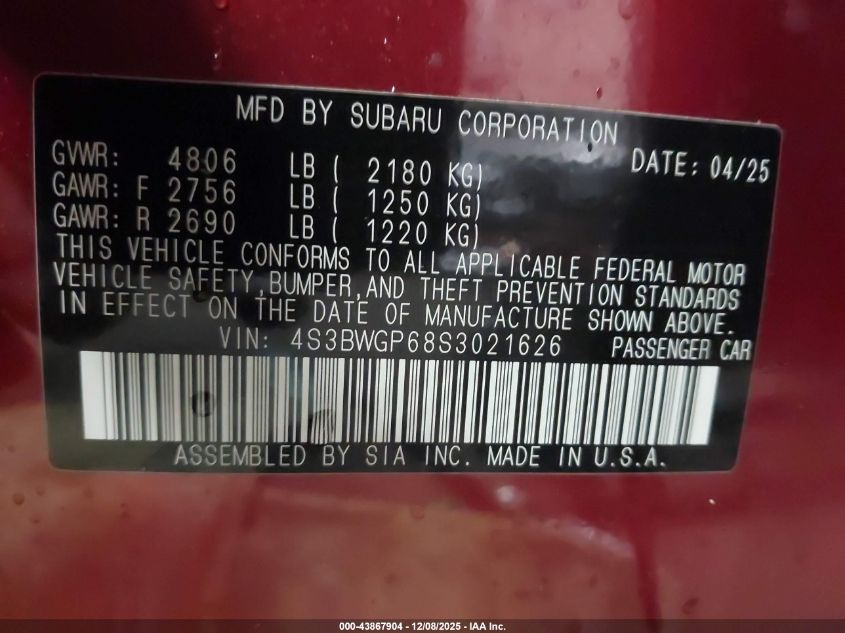 MFD BY SUBARU CORPORATION
GVWR: 4806 LB ( 2180 KG) DATE: 04/25
GAWR: F 2756 LB ( 1250 KG)
GAWR: R 2690 LB ( 1220 KG)
THIS VEHICLE CONFORMS TO ALL APPLICABLE FEDERAL MOTOR
VEHICLE SAFETY,BUMPER,AND THEFT PREVENTION STANDARDS
IN EFFECT ON THE DATE OF MANUFACTURE SHOWN ABOVE.
VIN: 4S3BWGP68S3021626 PASSENGER CAR
ASSEMBLED BY SIA INC. MADE IN U.S.A.
000-43867904 - 12/08/2025 - IAA Inc.